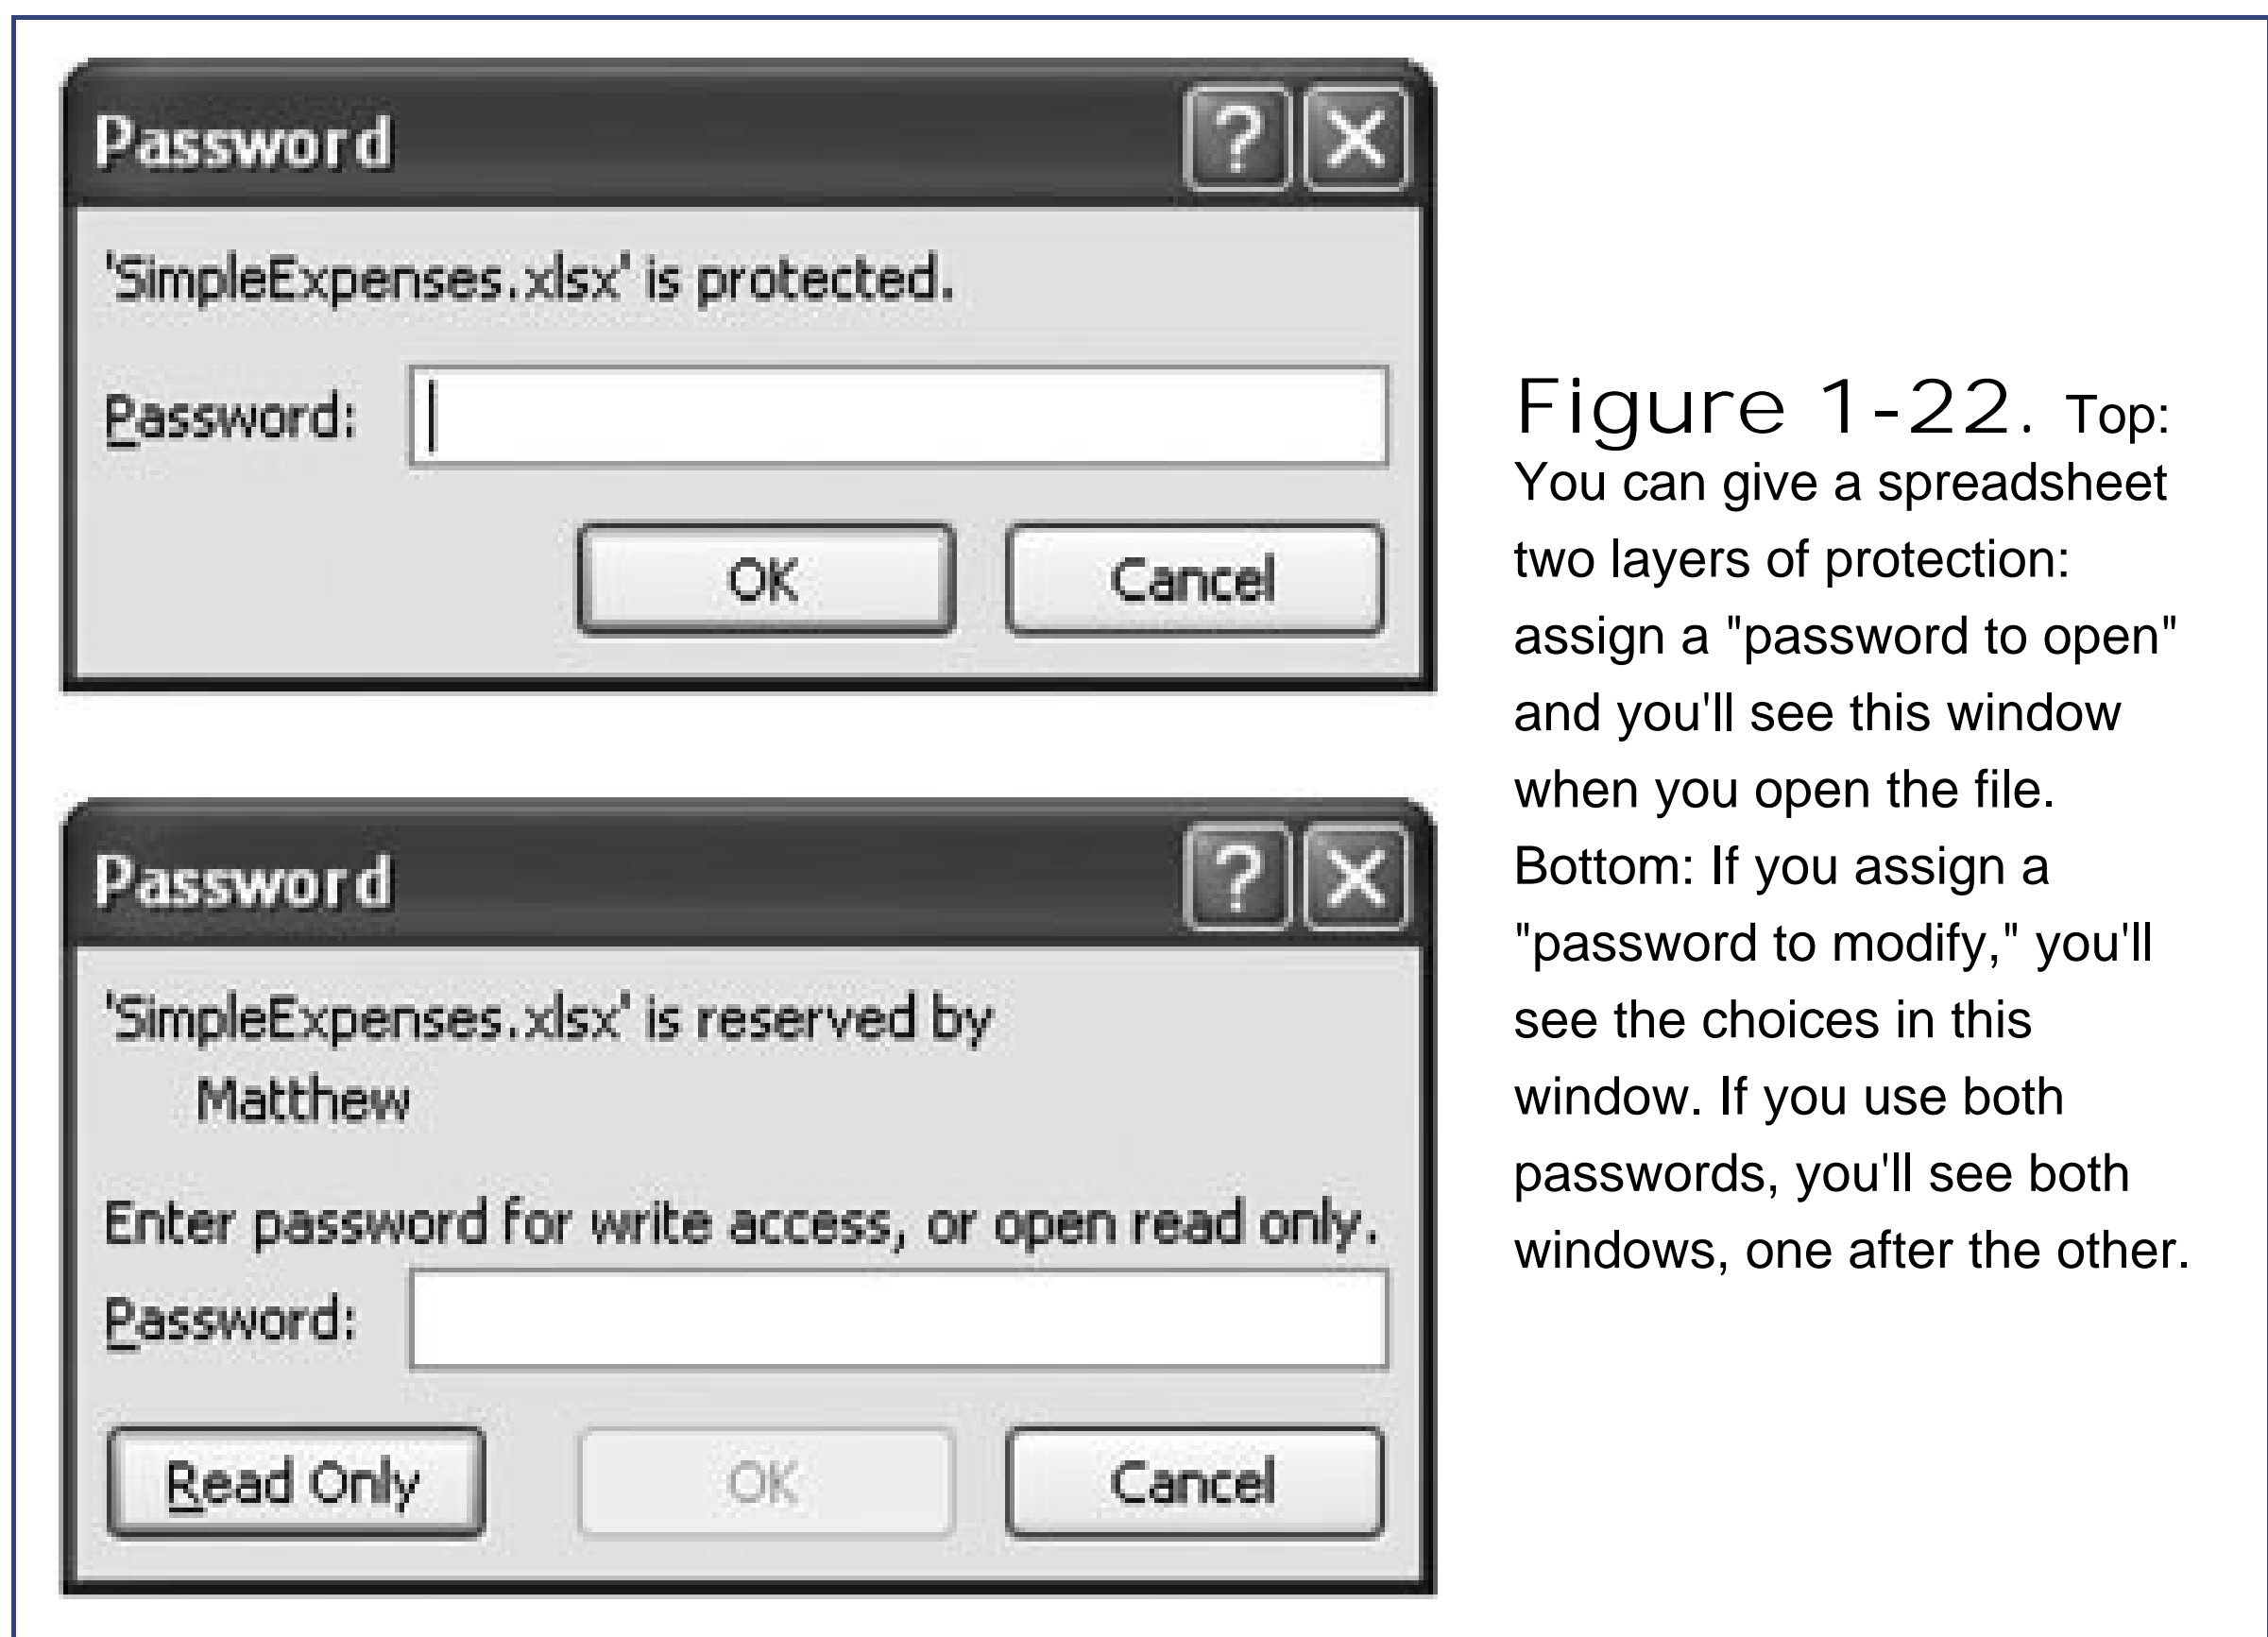 Password
'SimpleExpenses.xlsx' is protected.
Password:
OK Cancel
Password
'SimpleExpenses.xlsx' is reserved by
Matthew
Enter password for write access, or open read only.
Password:
Read Only OK Cancel
Figure 1-22. Top:
You can give a spreadsheet
two layers of protection:
assign a "password to open"
and you'll see this window
when you open the file.
Bottom: If you assign a
"password to modify," you'll
see the choices in this
window. If you use both
passwords, you'll see both
windows, one after the other.